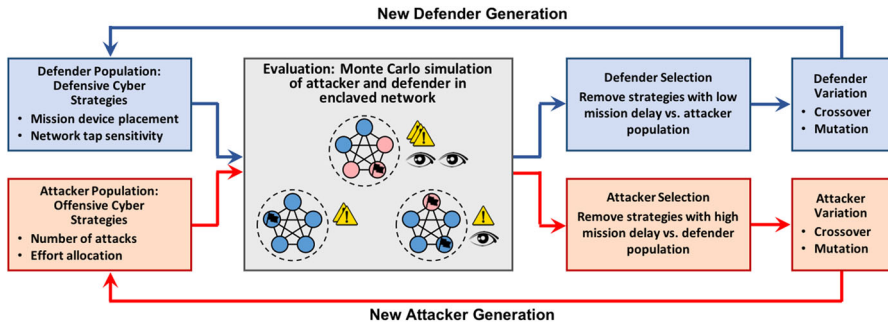 New Defender Generation
Defender Population:
Defensive Cyber
Strategies
• Mission device placement
• Network tap sensitivity
Evaluation: Monte Carlo simulation
of attacker and defender in
enclaved network
Defender Selection
Remove strategies with low
mission delay vs. attacker
population
Defender
Variation
• Crossover
• Mutation
Attacker Population:
Offensive Cyber
Strategies
• Number of attacks
• Effort allocation
Attacker Selection
Remove strategies with high
mission delay vs. defender
population
Attacker
Variation
• Crossover
• Mutation
New Attacker Generation